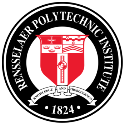 RENSSELAER POLYTECHNIC INSTITUTE
· 1824 ·